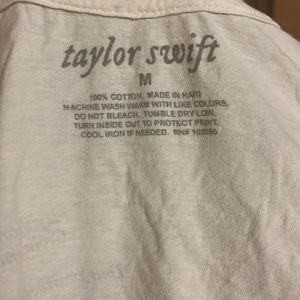 taylor swift
M
100% COTTON. MADE IN HAITI
MACHINE WASH WARM WITH LIKE COLORS.
DO NOT BLEACH. TUMBLE DRY LOW.
TURN INSIDE OUT TO PROTECT PRINT.
COOL IRON IF NEEDED. RN#